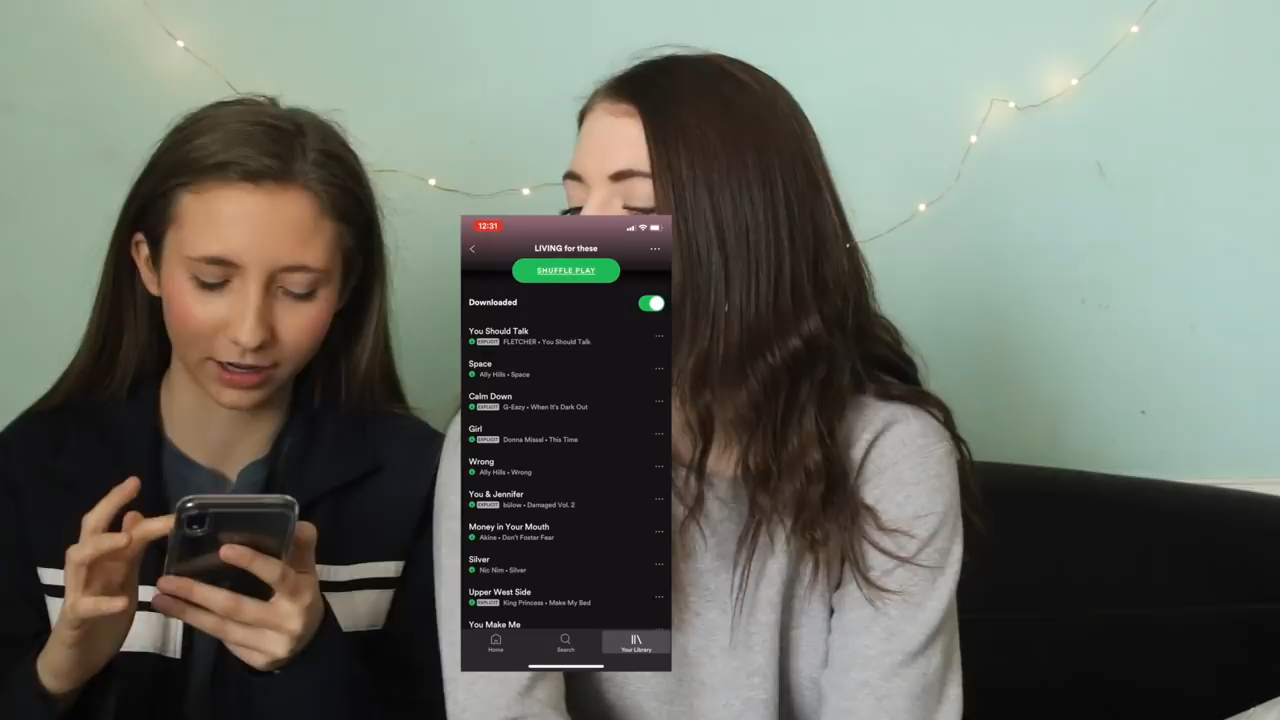 12:31
LIVING for these
SHUFFLE PLAY
Downloaded
You Should Talk
EXPLICIT FLETCHER • You Should Talk
Space
Ally Hills • Space
Calm Down
EXPLICIT G-Eazy • When It's Dark Out
Girl
EXPLICIT Donna Missal • This Time
Wrong
Ally Hills • Wrong
You & Jennifer
EXPLICIT bülow • Damaged Vol. 2
Money in Your Mouth
Akine • Don't Foster Fear
Silver
Nic Nim • Silver
Upper West Side
EXPLICIT King Princess • Make My Bed
You Make Me
Home Search Your Library